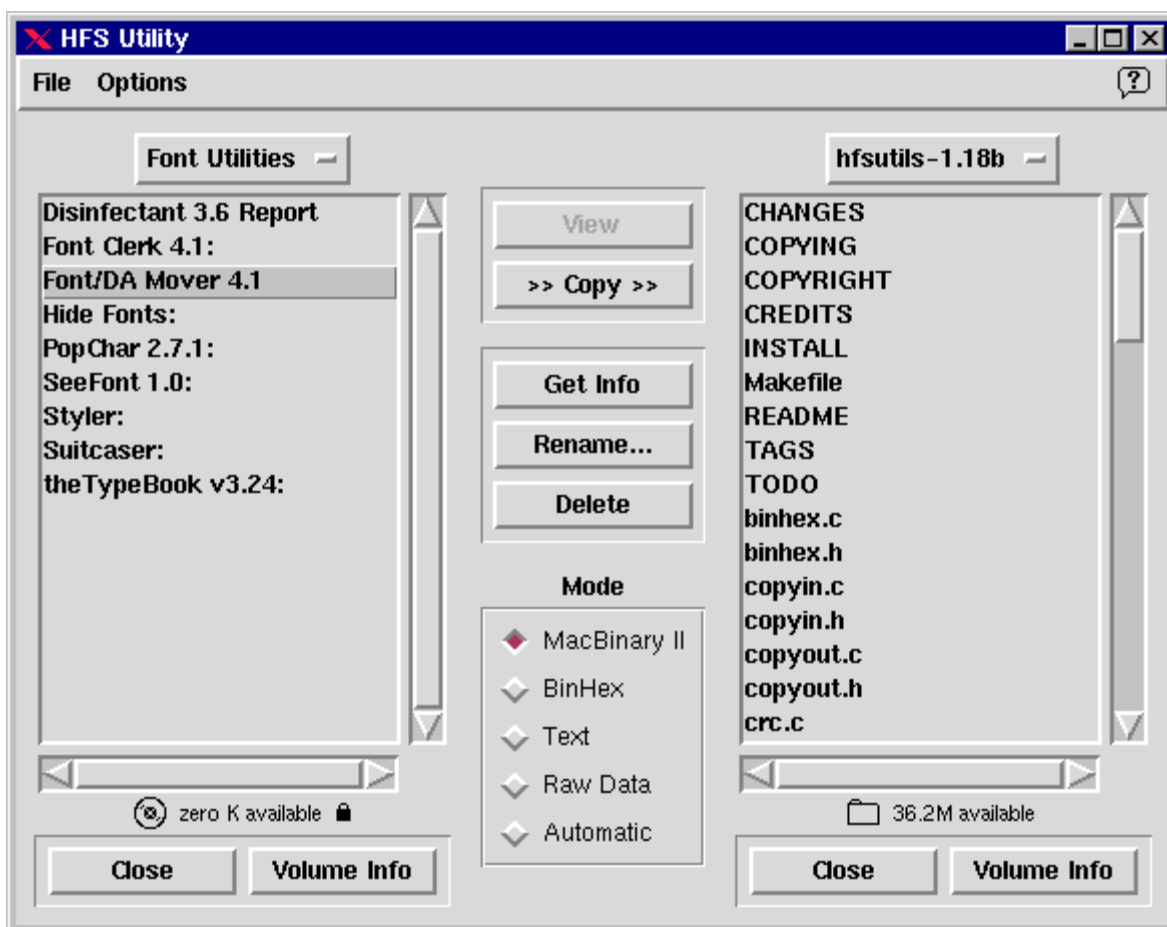 HFS Utility
File Options
Font Utilities
Disinfectant 3.6 Report
Font Clerk 4.1:
Font/DA Mover 4.1
Hide Fonts:
PopChar 2.7.1:
SeeFont 1.0:
Styler:
Suitcaser:
theTypeBook v3.24:
zero K available
Close
Volume Info
View
>> Copy >>
Get Info
Rename...
Delete
Mode
MacBinary II
BinHex
Text
Raw Data
Automatic
hfsutils-1.18b
CHANGES
COPYING
COPYRIGHT
CREDITS
INSTALL
Makefile
README
TAGS
TODO
binhex.c
binhex.h
copyin.c
copyin.h
copyout.c
copyout.h
crc.c
36.2M available
Close
Volume Info